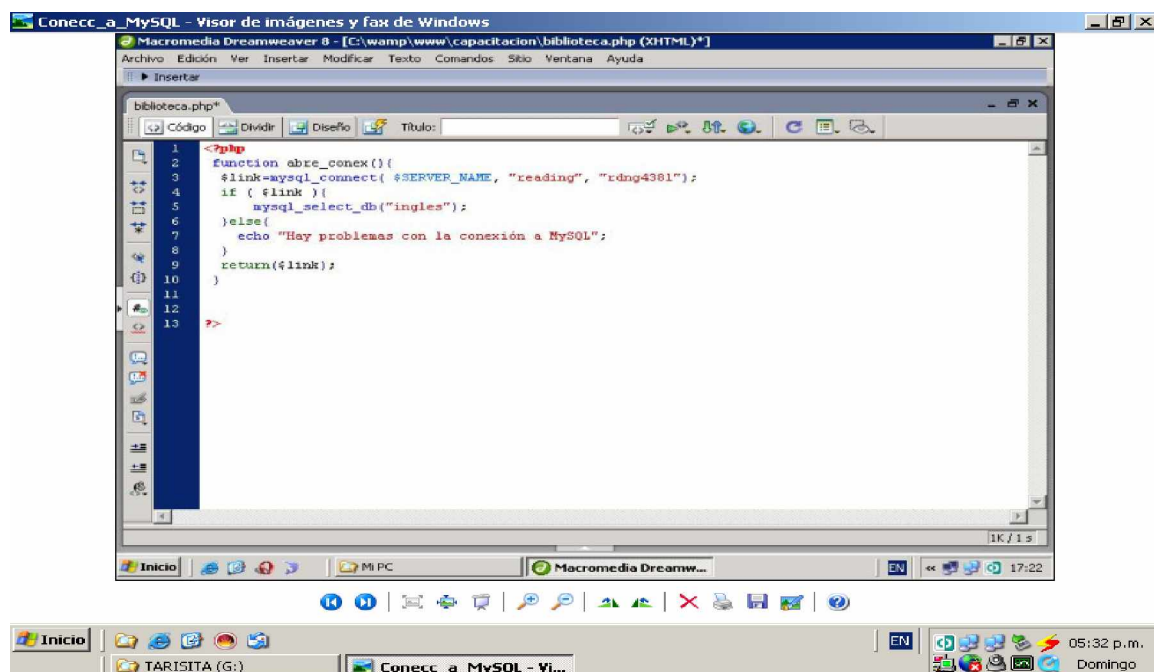 Conecc_a_MySQL - Visor de imágenes y fax de Windows
Macromedia Dreamweaver 8 - [C:\wamp\www\capacitacion\biblioteca.php (XHTML)*]
Archivo Edición Ver Insertar Modificar Texto Comandos Sitio Ventana Ayuda
Insertar
biblioteca.php*
Código Dividir Diseño Título:
1 <?php
2 function abre_conex(){
3 $link=mysql_connect( $SERVER_NAME, "reading", "rdng4381");
4 if ( $link ){
5 mysql_select_db("ingles");
6 }else{
7 echo "Hay problemas con la conexión a MySQL";
8 }
9 return($link);
10 }
11
12
13 ?>
1K / 1 s
Inicio Mi PC Macromedia Dreamw... EN « 17:22
Inicio EN 05:32 p.m.
TARISITA (G:) Conecc_a_MySQL - Vi... Domingo